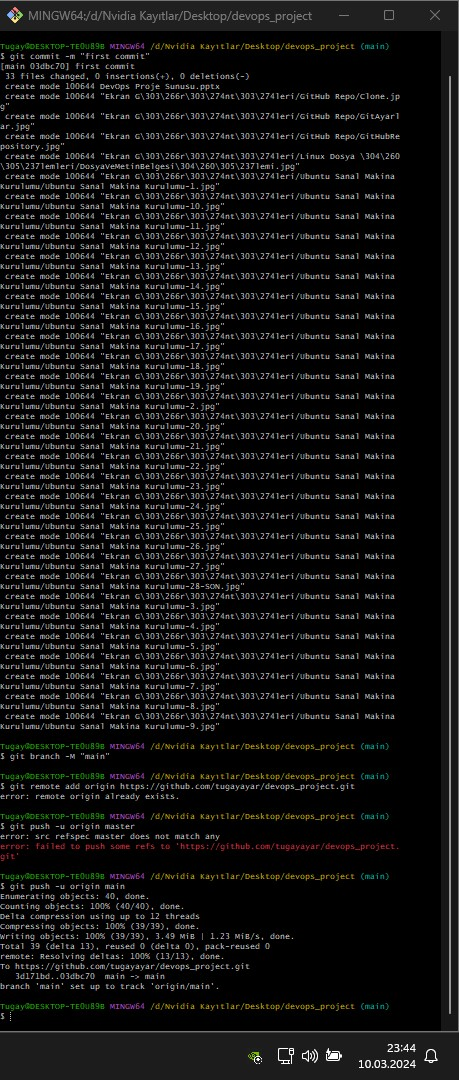 MINGW64:/d/Nvidia Kayıtlar/Desktop/devops_project
Tugay@DESKTOP-TE0U89B MINGW64 /d/Nvidia Kayıtlar/Desktop/devops_project (main)
$ git commit -m "first commit"
[main 03dbc70] first commit
 33 files changed, 0 insertions(+), 0 deletions(-)
 create mode 100644 DevOps Proje Sunusu.pptx
 create mode 100644 "Ekran G\303\266r\303\274nt\303\274leri/GitHub Repo/Clone.jp
g"
 create mode 100644 "Ekran G\303\266r\303\274nt\303\274leri/GitHub Repo/GitAyarl
ar.jpg"
 create mode 100644 "Ekran G\303\266r\303\274nt\303\274leri/GitHub Repo/GitHubRe
pository.jpg"
 create mode 100644 "Ekran G\303\266r\303\274nt\303\274leri/Linux Dosya \304\260
\305\237lemleri/DosyaveMetinBelgesi\304\260\305\237lemi.jpg"
 create mode 100644 "Ekran G\303\266r\303\274nt\303\274leri/Ubuntu Sanal Makina
Kurulumu/Ubuntu Sanal Makina Kurulumu-1.jpg"
 create mode 100644 "Ekran G\303\266r\303\274nt\303\274leri/Ubuntu Sanal Makina
Kurulumu/Ubuntu Sanal Makina Kurulumu-10.jpg"
 create mode 100644 "Ekran G\303\266r\303\274nt\303\274leri/Ubuntu Sanal Makina
Kurulumu/Ubuntu Sanal Makina Kurulumu-11.jpg"
 create mode 100644 "Ekran G\303\266r\303\274nt\303\274leri/Ubuntu Sanal Makina
Kurulumu/Ubuntu Sanal Makina Kurulumu-12.jpg"
 create mode 100644 "Ekran G\303\266r\303\274nt\303\274leri/Ubuntu Sanal Makina
Kurulumu/Ubuntu Sanal Makina Kurulumu-13.jpg"
 create mode 100644 "Ekran G\303\266r\303\274nt\303\274leri/Ubuntu Sanal Makina
Kurulumu/Ubuntu Sanal Makina Kurulumu-14.jpg"
 create mode 100644 "Ekran G\303\266r\303\274nt\303\274leri/Ubuntu Sanal Makina
Kurulumu/Ubuntu Sanal Makina Kurulumu-15.jpg"
 create mode 100644 "Ekran G\303\266r\303\274nt\303\274leri/Ubuntu Sanal Makina
Kurulumu/Ubuntu Sanal Makina Kurulumu-16.jpg"
 create mode 100644 "Ekran G\303\266r\303\274nt\303\274leri/Ubuntu Sanal Makina
Kurulumu/Ubuntu Sanal Makina Kurulumu-17.jpg"
 create mode 100644 "Ekran G\303\266r\303\274nt\303\274leri/Ubuntu Sanal Makina
Kurulumu/Ubuntu Sanal Makina Kurulumu-18.jpg"
 create mode 100644 "Ekran G\303\266r\303\274nt\303\274leri/Ubuntu Sanal Makina
Kurulumu/Ubuntu Sanal Makina Kurulumu-19.jpg"
 create mode 100644 "Ekran G\303\266r\303\274nt\303\274leri/Ubuntu Sanal Makina
Kurulumu/Ubuntu Sanal Makina Kurulumu-2.jpg"
 create mode 100644 "Ekran G\303\266r\303\274nt\303\274leri/Ubuntu Sanal Makina
Kurulumu/Ubuntu Sanal Makina Kurulumu-20.jpg"
 create mode 100644 "Ekran G\303\266r\303\274nt\303\274leri/Ubuntu Sanal Makina
Kurulumu/Ubuntu Sanal Makina Kurulumu-21.jpg"
 create mode 100644 "Ekran G\303\266r\303\274nt\303\274leri/Ubuntu Sanal Makina
Kurulumu/Ubuntu Sanal Makina Kurulumu-22.jpg"
 create mode 100644 "Ekran G\303\266r\303\274nt\303\274leri/Ubuntu Sanal Makina
Kurulumu/Ubuntu Sanal Makina Kurulumu-23.jpg"
 create mode 100644 "Ekran G\303\266r\303\274nt\303\274leri/Ubuntu Sanal Makina
Kurulumu/Ubuntu Sanal Makina Kurulumu-24.jpg"
 create mode 100644 "Ekran G\303\266r\303\274nt\303\274leri/Ubuntu Sanal Makina
Kurulumu/Ubuntu Sanal Makina Kurulumu-25.jpg"
 create mode 100644 "Ekran G\303\266r\303\274nt\303\274leri/Ubuntu Sanal Makina
Kurulumu/Ubuntu Sanal Makina Kurulumu-26.jpg"
 create mode 100644 "Ekran G\303\266r\303\274nt\303\274leri/Ubuntu Sanal Makina
Kurulumu/Ubuntu Sanal Makina Kurulumu-27.jpg"
 create mode 100644 "Ekran G\303\266r\303\274nt\303\274leri/Ubuntu Sanal Makina
Kurulumu/Ubuntu Sanal Makina Kurulumu-28-SON.jpg"
 create mode 100644 "Ekran G\303\266r\303\274nt\303\274leri/Ubuntu Sanal Makina
Kurulumu/Ubuntu Sanal Makina Kurulumu-3.jpg"
 create mode 100644 "Ekran G\303\266r\303\274nt\303\274leri/Ubuntu Sanal Makina
Kurulumu/Ubuntu Sanal Makina Kurulumu-4.jpg"
 create mode 100644 "Ekran G\303\266r\303\274nt\303\274leri/Ubuntu Sanal Makina
Kurulumu/Ubuntu Sanal Makina Kurulumu-5.jpg"
 create mode 100644 "Ekran G\303\266r\303\274nt\303\274leri/Ubuntu Sanal Makina
Kurulumu/Ubuntu Sanal Makina Kurulumu-6.jpg"
 create mode 100644 "Ekran G\303\266r\303\274nt\303\274leri/Ubuntu Sanal Makina
Kurulumu/Ubuntu Sanal Makina Kurulumu-7.jpg"
 create mode 100644 "Ekran G\303\266r\303\274nt\303\274leri/Ubuntu Sanal Makina
Kurulumu/Ubuntu Sanal Makina Kurulumu-8.jpg"
 create mode 100644 "Ekran G\303\266r\303\274nt\303\274leri/Ubuntu Sanal Makina
Kurulumu/Ubuntu Sanal Makina Kurulumu-9.jpg"
Tugay@DESKTOP-TE0U89B MINGW64 /d/Nvidia Kayıtlar/Desktop/devops_project (main)
$ git branch -M "main"
Tugay@DESKTOP-TE0U89B MINGW64 /d/Nvidia Kayıtlar/Desktop/devops_project (main)
$ git remote add origin https://github.com/tugayayar/devops_project.git
error: remote origin already exists.
Tugay@DESKTOP-TE0U89B MINGW64 /d/Nvidia Kayıtlar/Desktop/devops_project (main)
$ git push -u origin master
error: src refspec master does not match any
error: failed to push some refs to 'https://github.com/tugayayar/devops_project.
git'
Tugay@DESKTOP-TE0U89B MINGW64 /d/Nvidia Kayıtlar/Desktop/devops_project (main)
$ git push -u origin main
Enumerating objects: 40, done.
Counting objects: 100% (40/40), done.
Delta compression using up to 12 threads
Compressing objects: 100% (39/39), done.
Writing objects: 100% (39/39), 3.49 MiB | 1.23 MiB/s, done.
Total 39 (delta 13), reused 0 (delta 0), pack-reused 0
remote: Resolving deltas: 100% (13/13), done.
To https://github.com/tugayayar/devops_project.git
   3d171bd..03dbc70  main -> main
branch 'main' set up to track 'origin/main'.
Tugay@DESKTOP-TE0U89B MINGW64 /d/Nvidia Kayıtlar/Desktop/devops_project (main)
$
23:44
10.03.2024